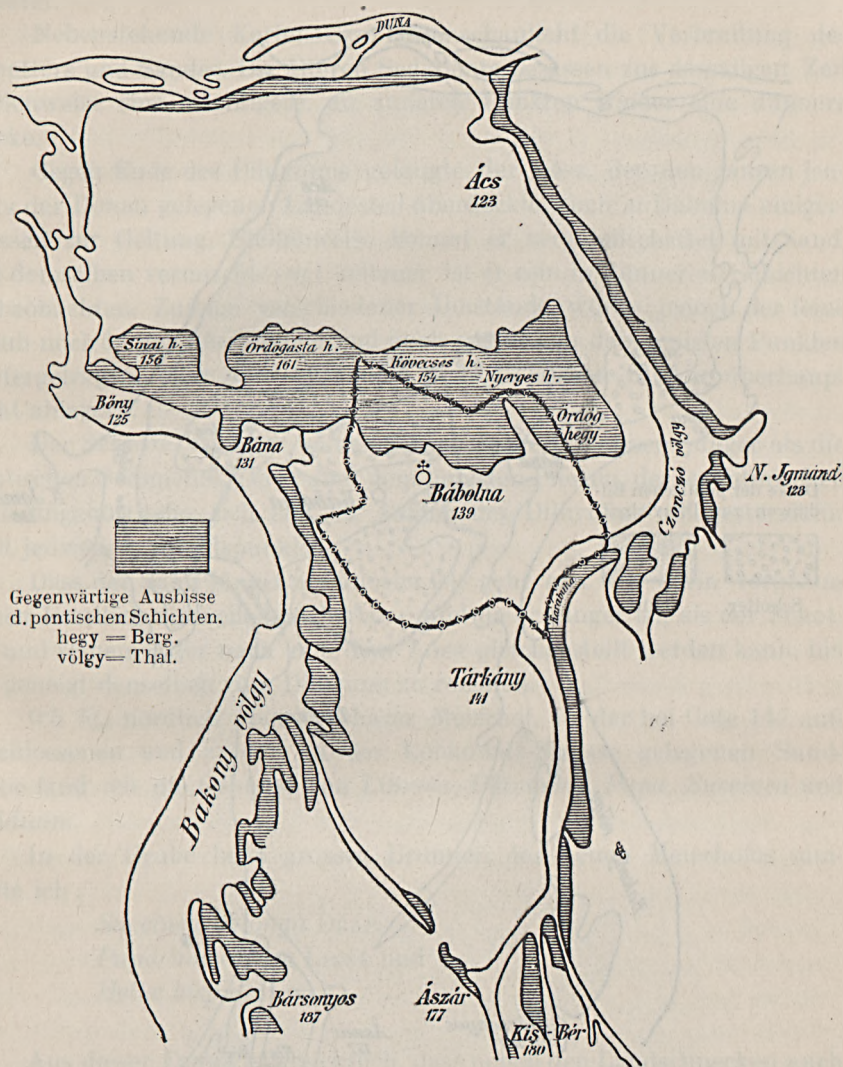 DUNA
Ács
123
Sinai h.
156
Ördögásta h.
161
Kövecses h.
154
Nyerges h.
Ördög
hegy
Bőny
125
Bána
131
Bábolna
139
Czonczó völgy
N. Jgmánd.
128
Gegenwärtige Ausbisse
d. pontischen Schichten.
hegy = Berg.
völgy = Thal.
Tárkány
141
Bakony völgy
Bársonyos
187
Ászár
177
Kis-Bér
180